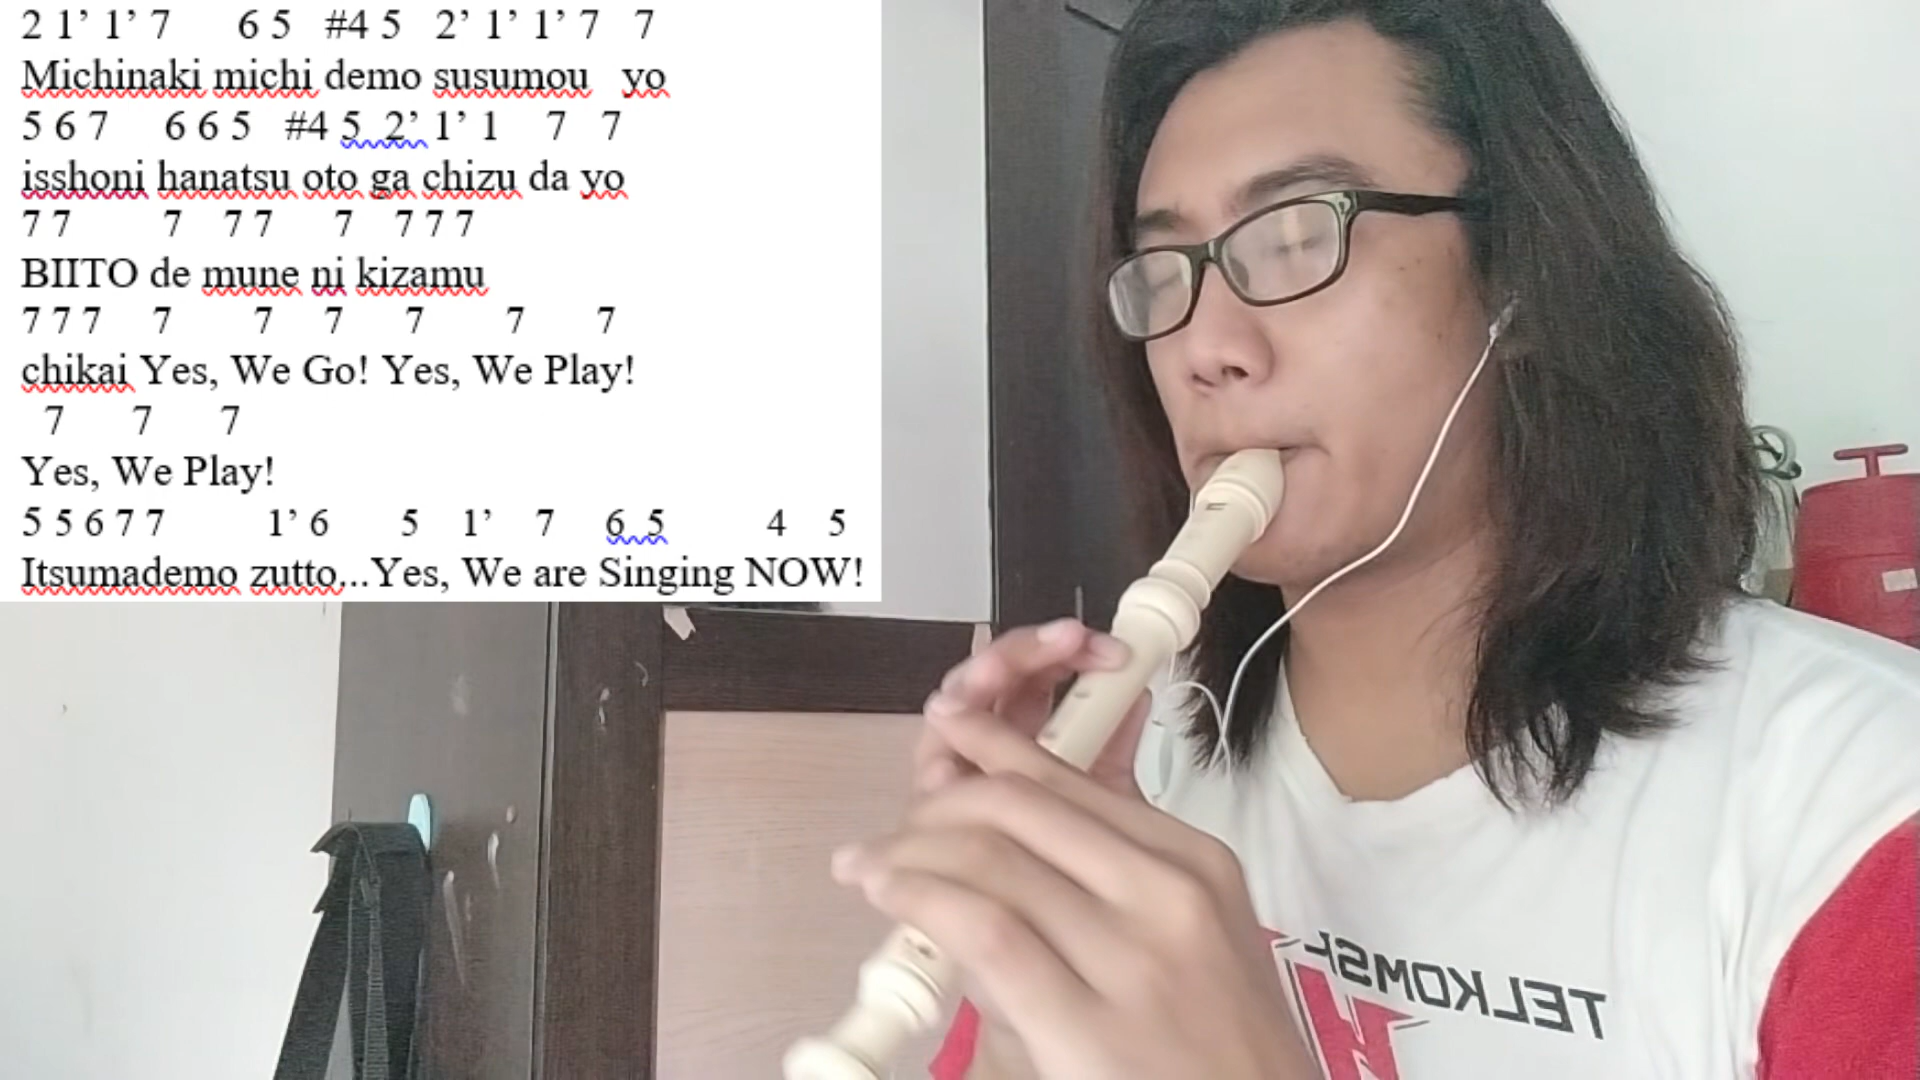 2 1’ 1’ 7 6 5 #4 5 2’ 1’ 1’ 7 7
Michinaki michi demo susumou yo
5 6 7 6 6 5 #4 5 2’ 1’ 1 7 7
isshoni hanatsu oto ga chizu da yo
7 7 7 7 7 7 7 7 7
BIITO de mune ni kizamu
7 7 7 7 7 7 7 7 7
chikai Yes, We Go! Yes, We Play!
7 7 7
Yes, We Play!
5 5 6 7 7 1’ 6 5 1’ 7 6 5 4 5
Itsumademo zutto...Yes, We are Singing NOW!
TELKOMS